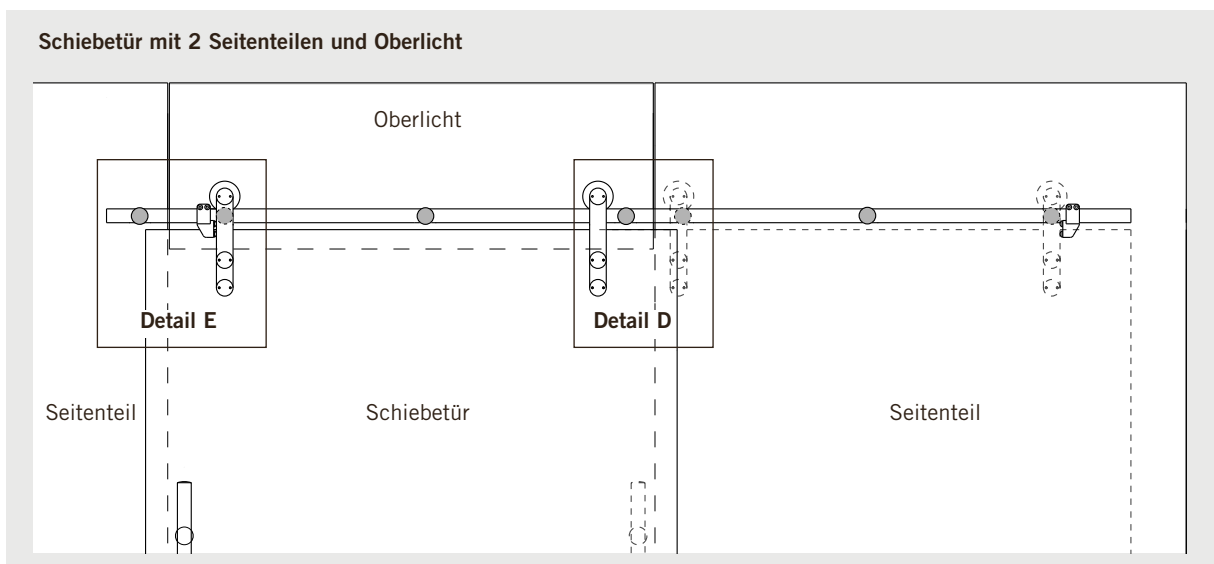 Schiebetür mit 2 Seitenteilen und Oberlicht
Oberlicht
Detail E
Detail D
Seitenteil
Schiebetür
Seitenteil